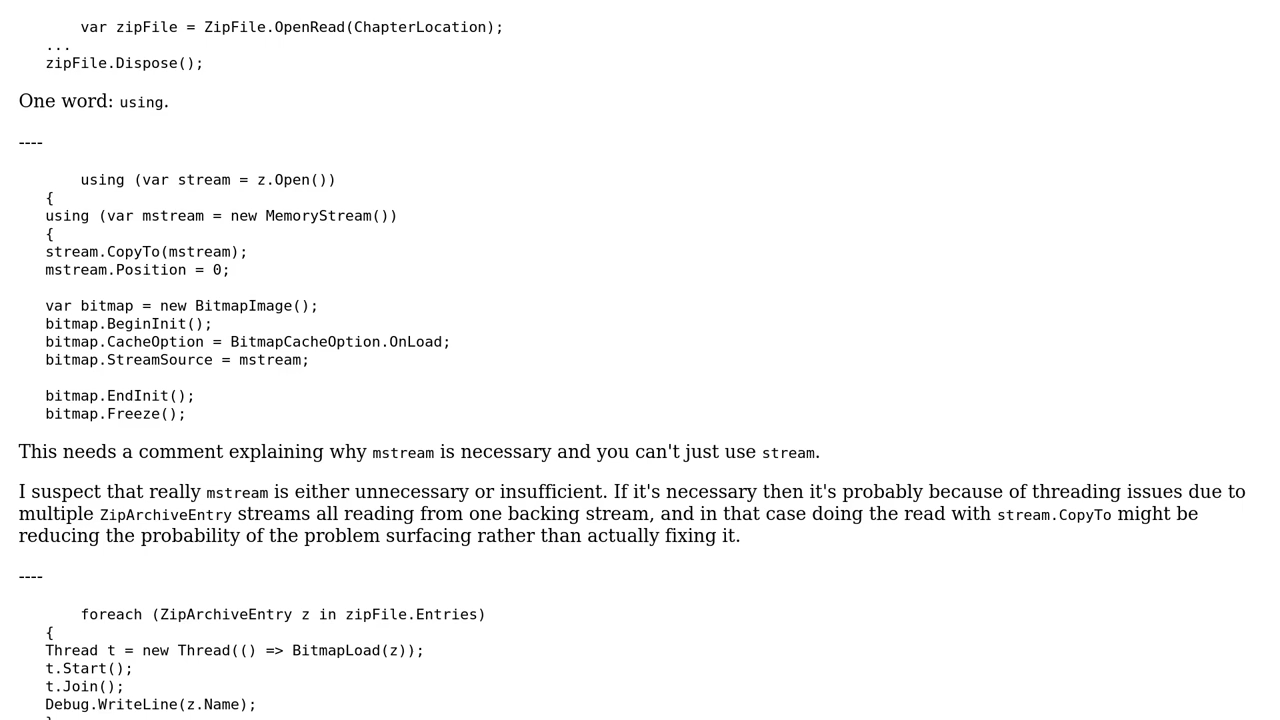 var zipFile = ZipFile.OpenRead(ChapterLocation);
...
zipFile.Dispose();
One word: using.
----
using (var stream = z.Open())
{
using (var mstream = new MemoryStream())
{
stream.CopyTo(mstream);
mstream.Position = 0;
var bitmap = new BitmapImage();
bitmap.BeginInit();
bitmap.CacheOption = BitmapCacheOption.OnLoad;
bitmap.StreamSource = mstream;
bitmap.EndInit();
bitmap.Freeze();
This needs a comment explaining why mstream is necessary and you can't just use stream.
I suspect that really mstream is either unnecessary or insufficient. If it's necessary then it's probably because of threading issues due to
multiple ZipArchiveEntry streams all reading from one backing stream, and in that case doing the read with stream.CopyTo might be
reducing the probability of the problem surfacing rather than actually fixing it.
----
foreach (ZipArchiveEntry z in zipFile.Entries)
{
Thread t = new Thread(() => BitmapLoad(z));
t.Start();
t.Join();
Debug.WriteLine(z.Name);
}